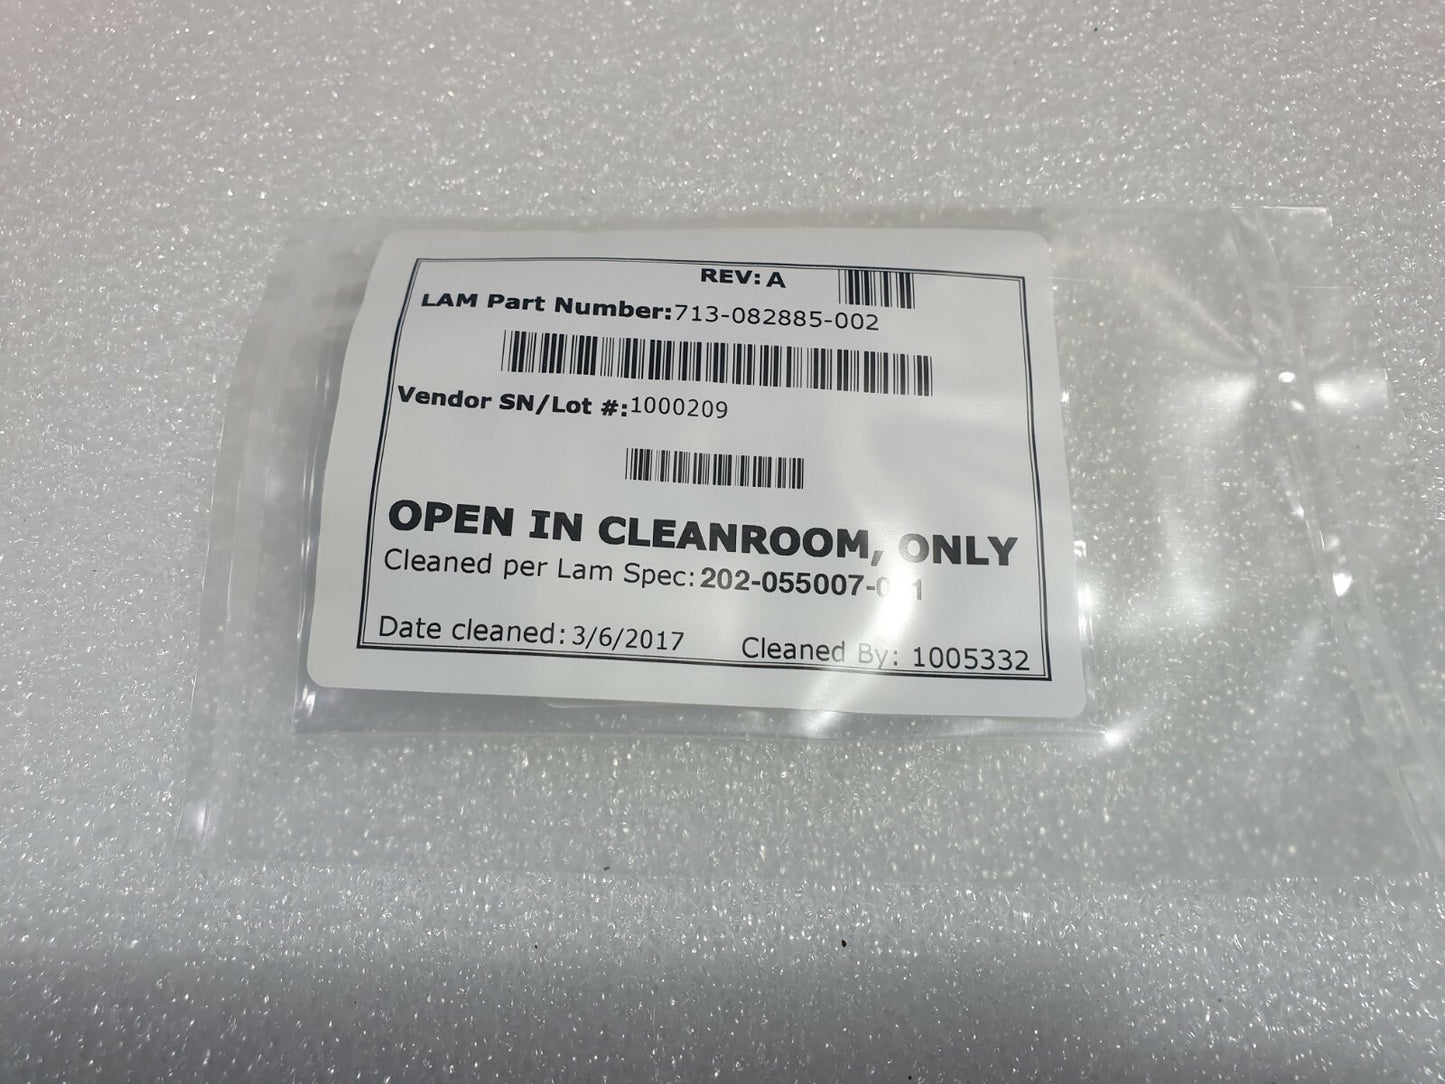 REV: A
LAM Part Number:713-082885-002
Vendor SN/Lot #:1000209
OPEN IN CLEANROOM, ONLY
Cleaned per Lam Spec:
Date cleaned: 3/6/2017
Cleaned By: 1005332